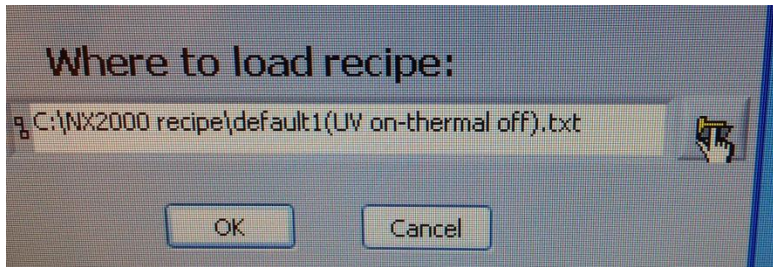 Where to load recipe:
C:\NX2000 recipe\default1(UV on-thermal off).txt
OK
Cancel